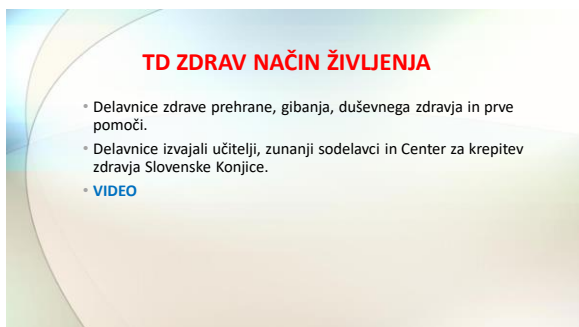 TD ZDRAV NAČIN ŽIVLJENJA
• Delavnice zdrave prehrane, gibanja, duševnega zdravja in prve
pomoči.
• Delavnice izvajali učitelji, zunanji sodelavci in Center za krepitev
zdravja Slovenske Konjice.
• VIDEO